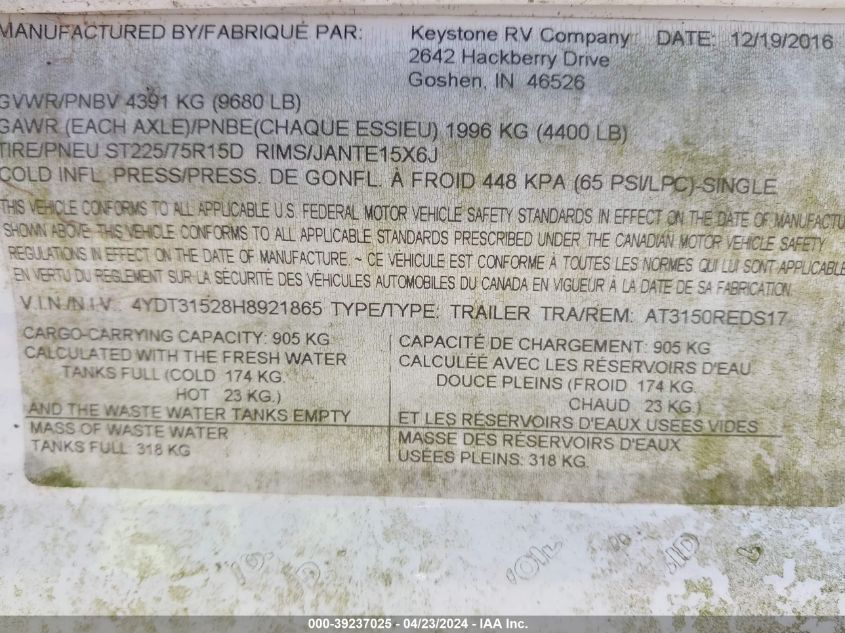 MANUFACTURED BY/FABRIQUÉ PAR: Keystone RV Company DATE: 12/19/2016
2642 Hackberry Drive
Goshen, IN 46526
GVWR/PNBV 4391 KG (9680 LB)
GAWR (EACH AXLE)/PNBE(CHAQUE ESSIEU) 1996 KG (4400 LB)
TIRE/PNEU ST225/75R15D RIMS/JANTE15X6J
COLD INFL. PRESS/PRESS. DE GONFL. À FROID 448 KPA (65 PSI/LPC)-SINGLE
THIS VEHICLE CONFORMS TO ALL APPLICABLE U.S. FEDERAL MOTOR VEHICLE SAFETY STANDARDS IN EFFECT ON THE DATE OF MANUFACTU
SHOWN ABOVE. THIS VEHICLE CONFORMS TO ALL APPLICABLE STANDARDS PRESCRIBED UNDER THE CANADIAN MOTOR VEHICLE SAFETY
REGULATIONS IN EFFECT ON THE DATE OF MANUFACTURE. ~ CE VÉHICULE EST CONFORME À TOUTES LES NORMES QUI LUI SONT APPLICABLE
EN VERTU DU RÈGLEMENT SUR LA SÉCURITÉ DES VÉHICULES AUTOMOBILES DU CANADA EN VIGUEUR À LA DATE DE SA FABRICATION.
V.I.N./N.I.V.: 4YDT31528H8921865 TYPE/TYPE: TRAILER TRA/REM: AT3150REDS17
CARGO-CARRYING CAPACITY: 905 KG
CALCULATED WITH THE FRESH WATER
TANKS FULL (COLD 174 KG.
HOT 23 KG.)
AND THE WASTE WATER TANKS EMPTY
MASS OF WASTE WATER
TANKS FULL: 318 KG
CAPACITÉ DE CHARGEMENT: 905 KG
CALCULÉE AVEC LES RÉSERVOIRS D'EAU
DOUCE PLEINS (FROID 174 KG.
CHAUD 23 KG.)
ET LES RÉSERVOIRS D'EAUX USÉES VIDES
MASSE DES RÉSERVOIRS D'EAUX
USÉES PLEINS: 318 KG.
000-39237025 - 04/23/2024 - IAA Inc.